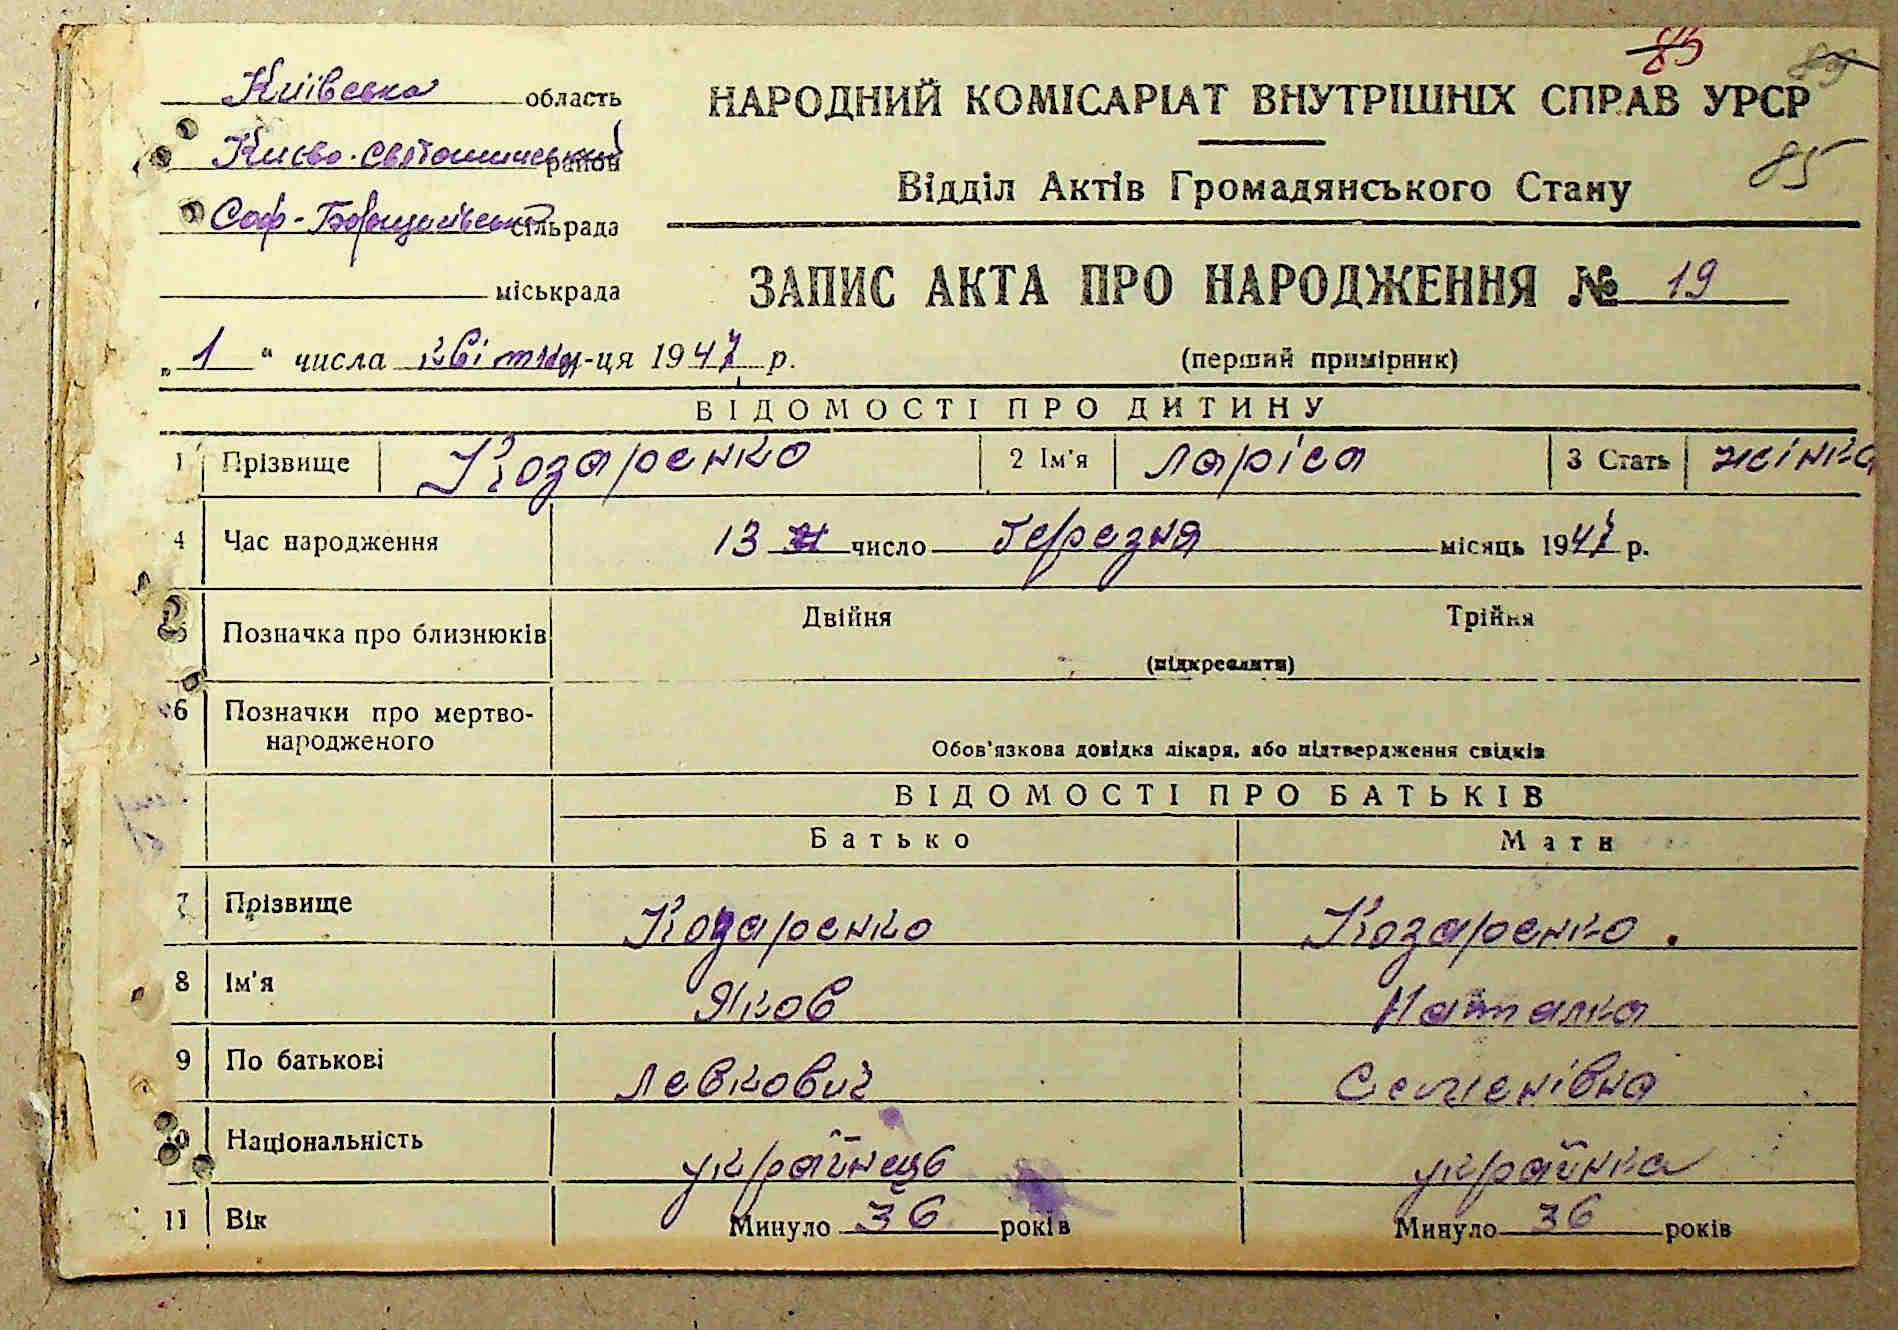 83 89
Київська область
НАРОДНИЙ КОМІСАРІАТ ВНУТРІШНІХ СПРАВ УРСР
Києво-Святошинський район
85
Відділ Актів Громадянського Стану
Соф-Борщагівська сільрада
міськрада
ЗАПИС АКТА ПРО НАРОДЖЕННЯ № 19
„1“ числа квітня м-ця 1947 р. (перший примірник)
ВІДОМОСТІ ПРО ДИТИНУ
1 Прізвище Козаренко 2 Ім'я Ларіса 3 Стать жінка
4 Час народження 13 число березня місяць 1947 р.
Двійня Трійня
Позначка про близнюків
(підкреслити)
6 Позначки про мертво-
народженого
Обов'язкова довідка лікаря, або підтвердження свідків
ВІДОМОСТІ ПРО БАТЬКІВ
Батько Мати
7 Прізвище Козаренко Козаренко.
8 Ім'я Яков Наталка
9 По батькові Левкович Семенівна
10 Національність українець українка
11 Вік Минуло 36 років Минуло 36 років